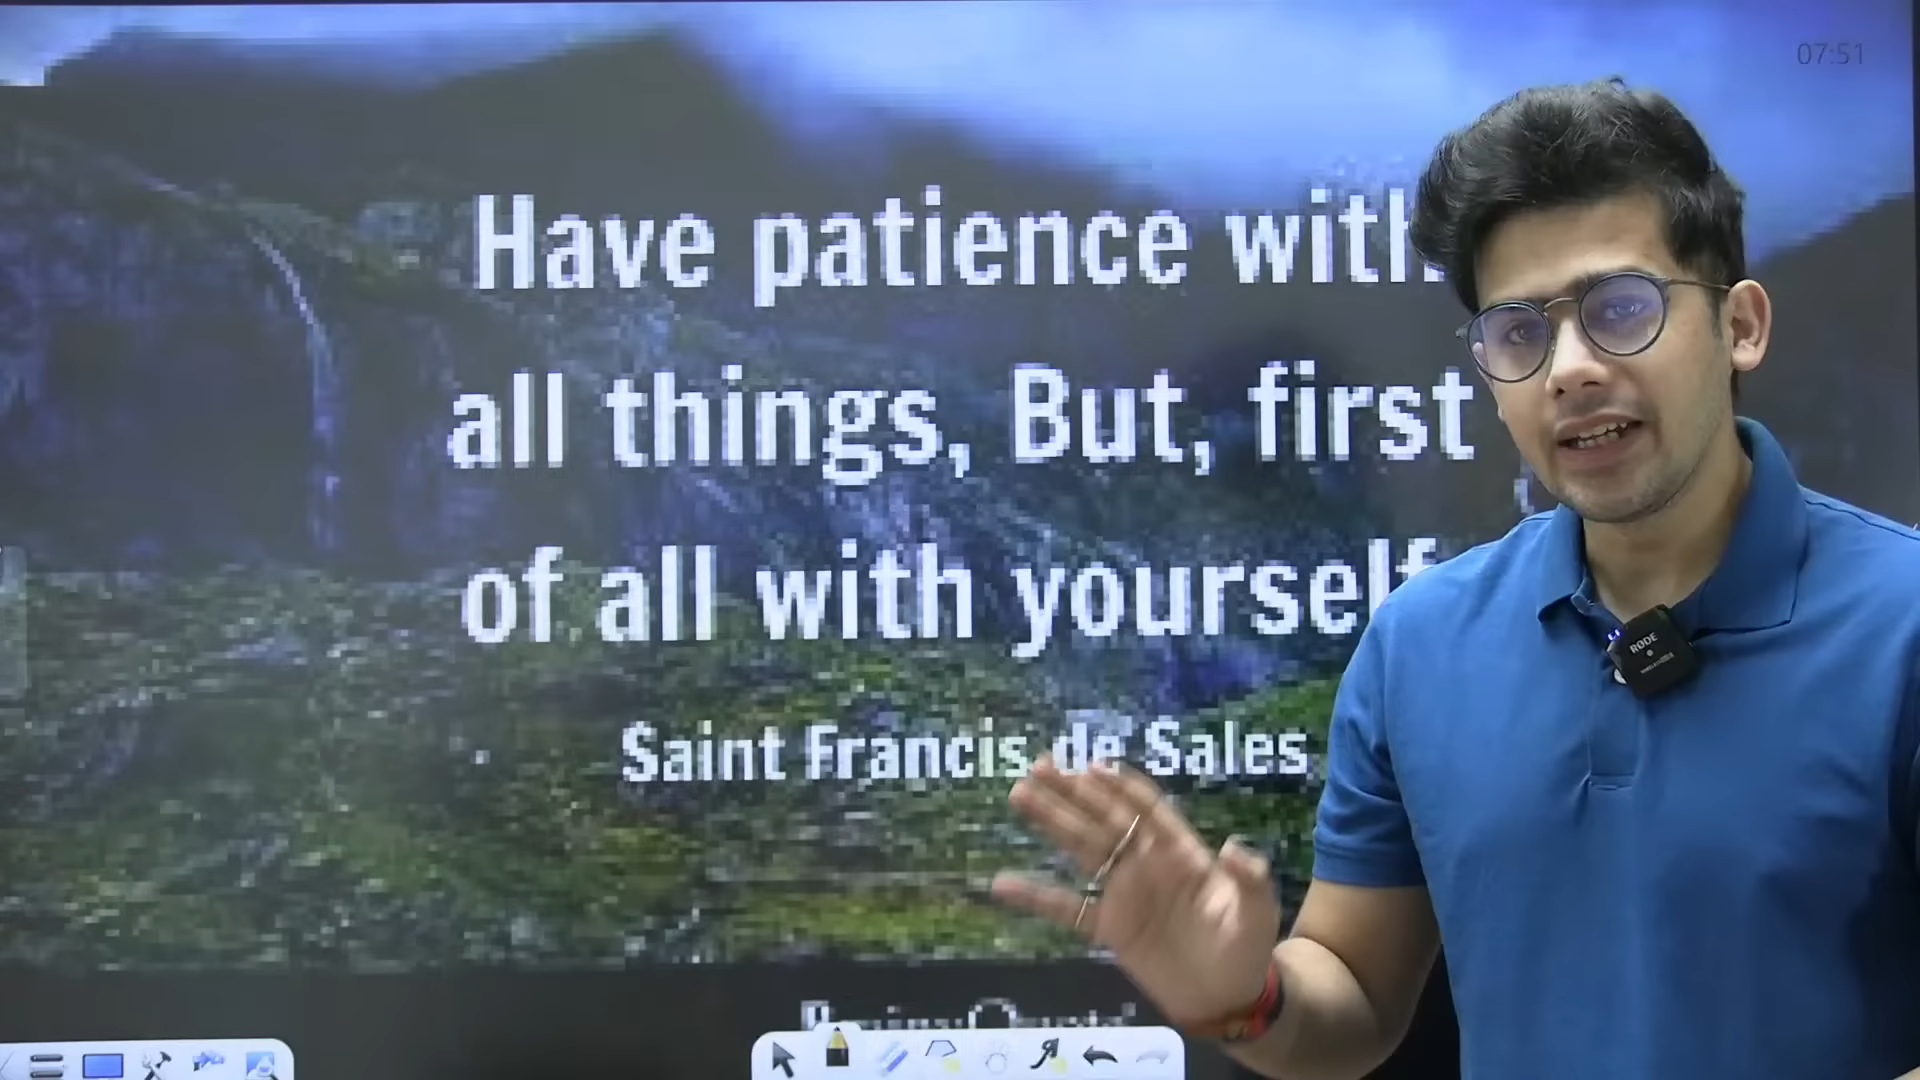 07:51
Have patience with
all things, But, first
of all with yourself
Saint Francis de Sales
RODE